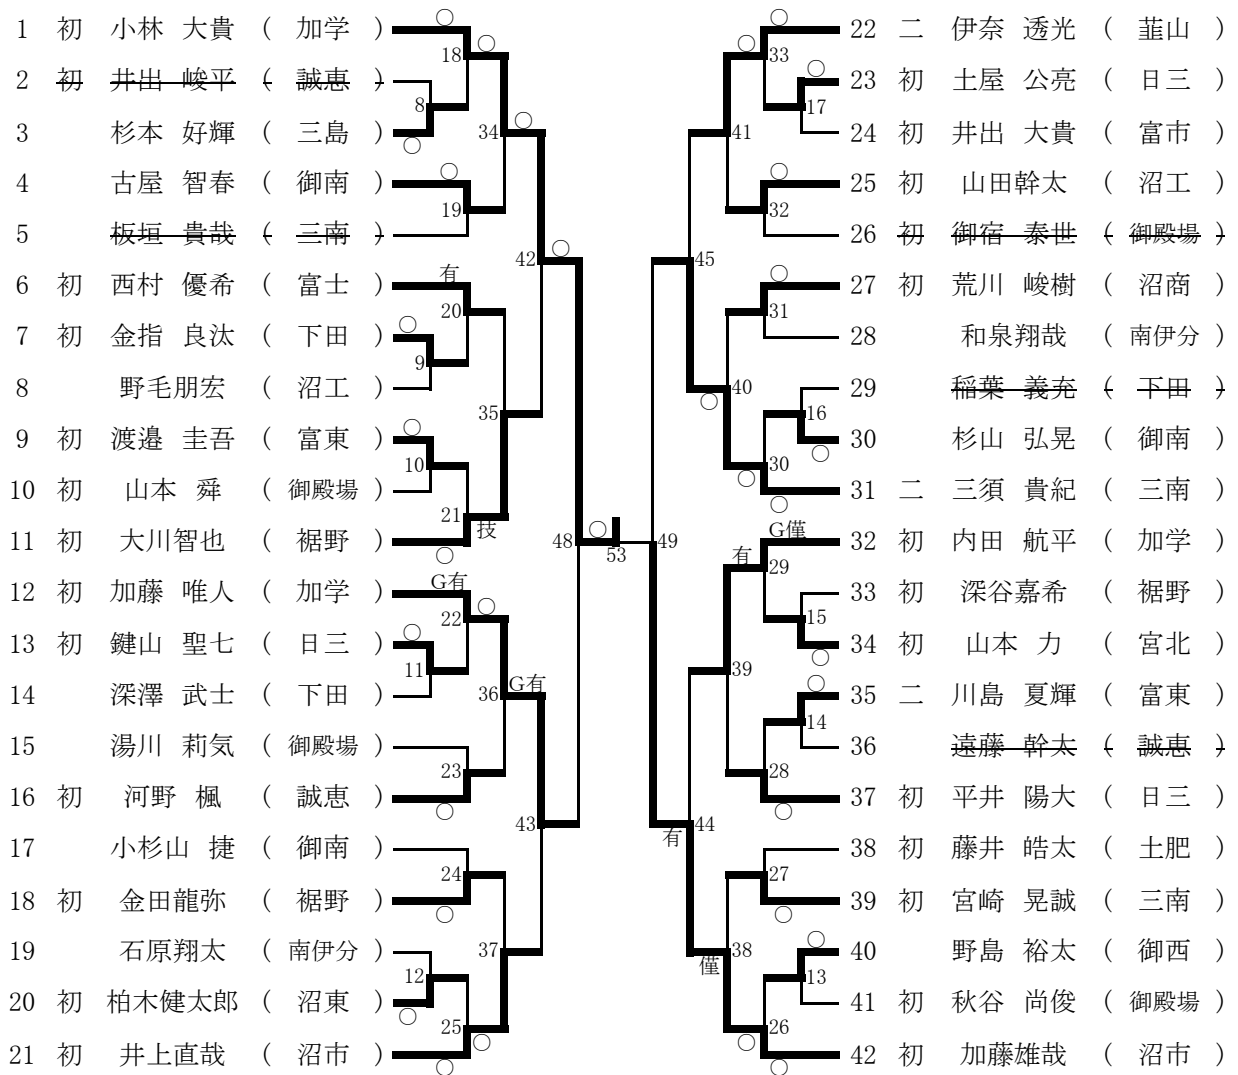 1 初 小林 大貴 ( 加学 )
2 初 井出 峻平 ( 誠恵 )
3 杉本 好輝 ( 三島 )
4 古屋 智春 ( 御南 )
5 板垣 貴哉 ( 三南 )
6 初 西村 優希 ( 富士 )
7 初 金指 良汰 ( 下田 )
8 野毛朋宏 ( 沼工 )
9 初 渡邉 圭吾 ( 富東 )
10 初 山本 舜 ( 御殿場 )
11 初 大川智也 ( 裾野 )
12 初 加藤 唯人 ( 加学 )
13 初 鍵山 聖七 ( 日三 )
14 深澤 武士 ( 下田 )
15 湯川 莉気 ( 御殿場 )
16 初 河野 楓 ( 誠恵 )
17 小杉山 捷 ( 御南 )
18 初 金田龍弥 ( 裾野 )
19 石原翔太 ( 南伊分 )
20 初 柏木健太郎 ( 沼東 )
21 初 井上直哉 ( 沼市 )
○
18
○
8
○
34
○
○
19
42
○
有
20
○
9
35
○
10
21
技
○
48
○
53
G有
22
○
○
11
36
G有
23
○
43
24
○
37
12
○
25
○
○
○
33
○
○
17
41
○
32
45
○
31
40
○
16
○
30
○
○
49
G僅
有
29
15
○
39
○
14
28
○
44
有
27
○
38
僅
○
13
26
○
○
22 二 伊奈 透光 ( 韮山 )
23 初 土屋 公亮 ( 日三 )
24 初 井出 大貴 ( 富市 )
25 初 山田幹太 ( 沼工 )
26 初 御宿 泰世 ( 御殿場 )
27 初 荒川 峻樹 ( 沼商 )
28 和泉翔哉 ( 南伊分 )
29 稲葉 義充 ( 下田 )
30 杉山 弘晃 ( 御南 )
31 二 三須 貴紀 ( 三南 )
32 初 内田 航平 ( 加学 )
33 初 深谷嘉希 ( 裾野 )
34 初 山本 力 ( 宮北 )
35 二 川島 夏輝 ( 富東 )
36 遠藤 幹太 ( 誠恵 )
37 初 平井 陽大 ( 日三 )
38 初 藤井 皓太 ( 土肥 )
39 初 宮崎 晃誠 ( 三南 )
40 野島 裕太 ( 御西 )
41 初 秋谷 尚俊 ( 御殿場 )
42 初 加藤雄哉 ( 沼市 )